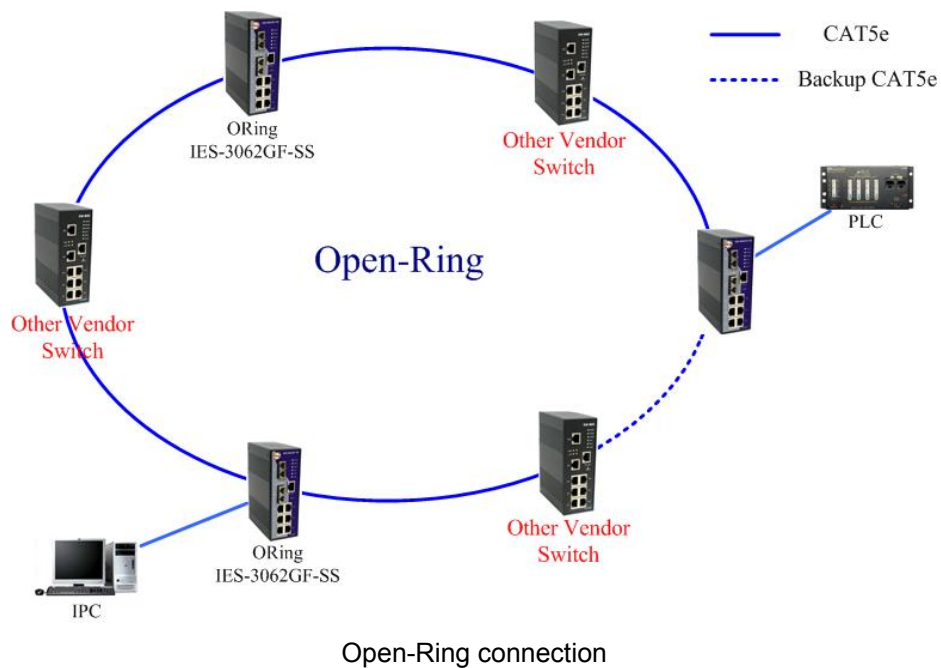 CAT5e
Backup CAT5e
ORing
IES-3062GF-SS
Other Vendor
Switch
PLC
Open-Ring
Other Vendor
Switch
Other Vendor
Switch
ORing
IES-3062GF-SS
IPC
Open-Ring connection